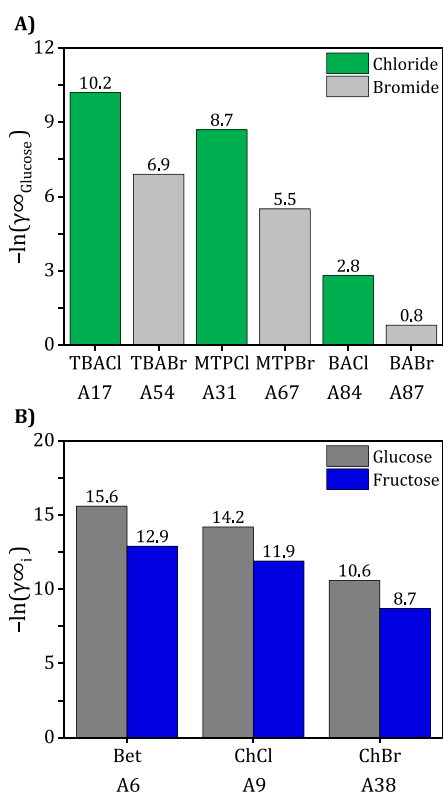 A)
12
9
6
3
0
−ln(γ∞Glucose)
Chloride
Bromide
10.2
6.9
8.7
5.5
2.8
0.8
TBACl TBABr MTPCl MTPBr BACl BABr
A17 A54 A31 A67 A84 A87
B)
20
15
10
5
0
−ln(γ∞i)
Glucose
Fructose
15.6
12.9
14.2
11.9
10.6
8.7
Bet ChCl ChBr
A6 A9 A38